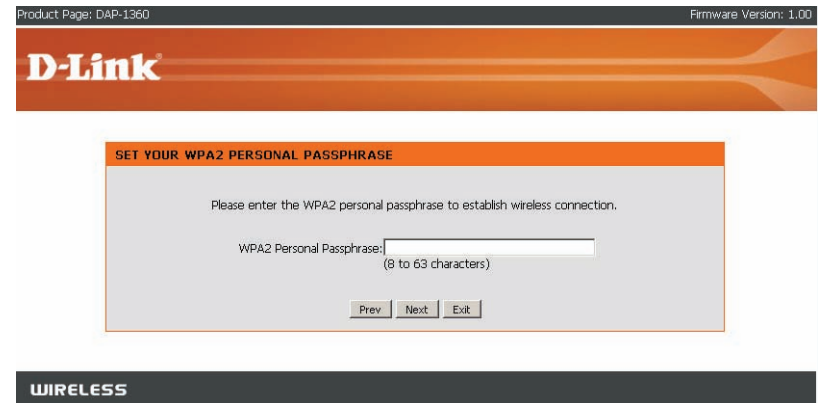 Product Page: DAP-1360 Firmware Version: 1.00
D-Link
SET YOUR WPA2 PERSONAL PASSPHRASE
Please enter the WPA2 personal passphrase to establish wireless connection.
WPA2 Personal Passphrase:
(8 to 63 characters)
Prev Next Exit
WIRELESS